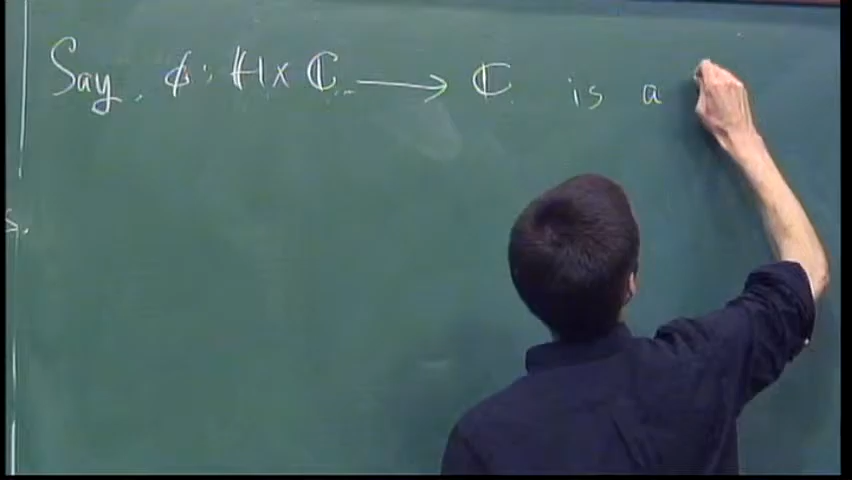 Say, ϕ : ℍ × ℂ ⟶ ℂ is a
s.